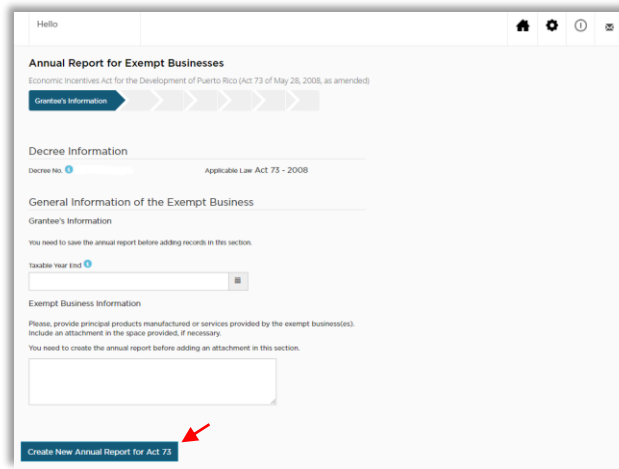 Hello
Annual Report for Exempt Businesses
Economic Incentives Act for the Development of Puerto Rico (Act 73 of May 28, 2008, as amended)
Grantee's Information
Decree Information
Decree No. Applicable Law Act 73 - 2008
General Information of the Exempt Business
Grantee's Information
You need to save the annual report before adding records in this section.
Taxable Year End
Exempt Business Information
Please, provide principal products manufactured or services provided by the exempt business(es).
Include an attachment in the space provided, if necessary.
You need to create the annual report before adding an attachment in this section.
Create New Annual Report for Act 73